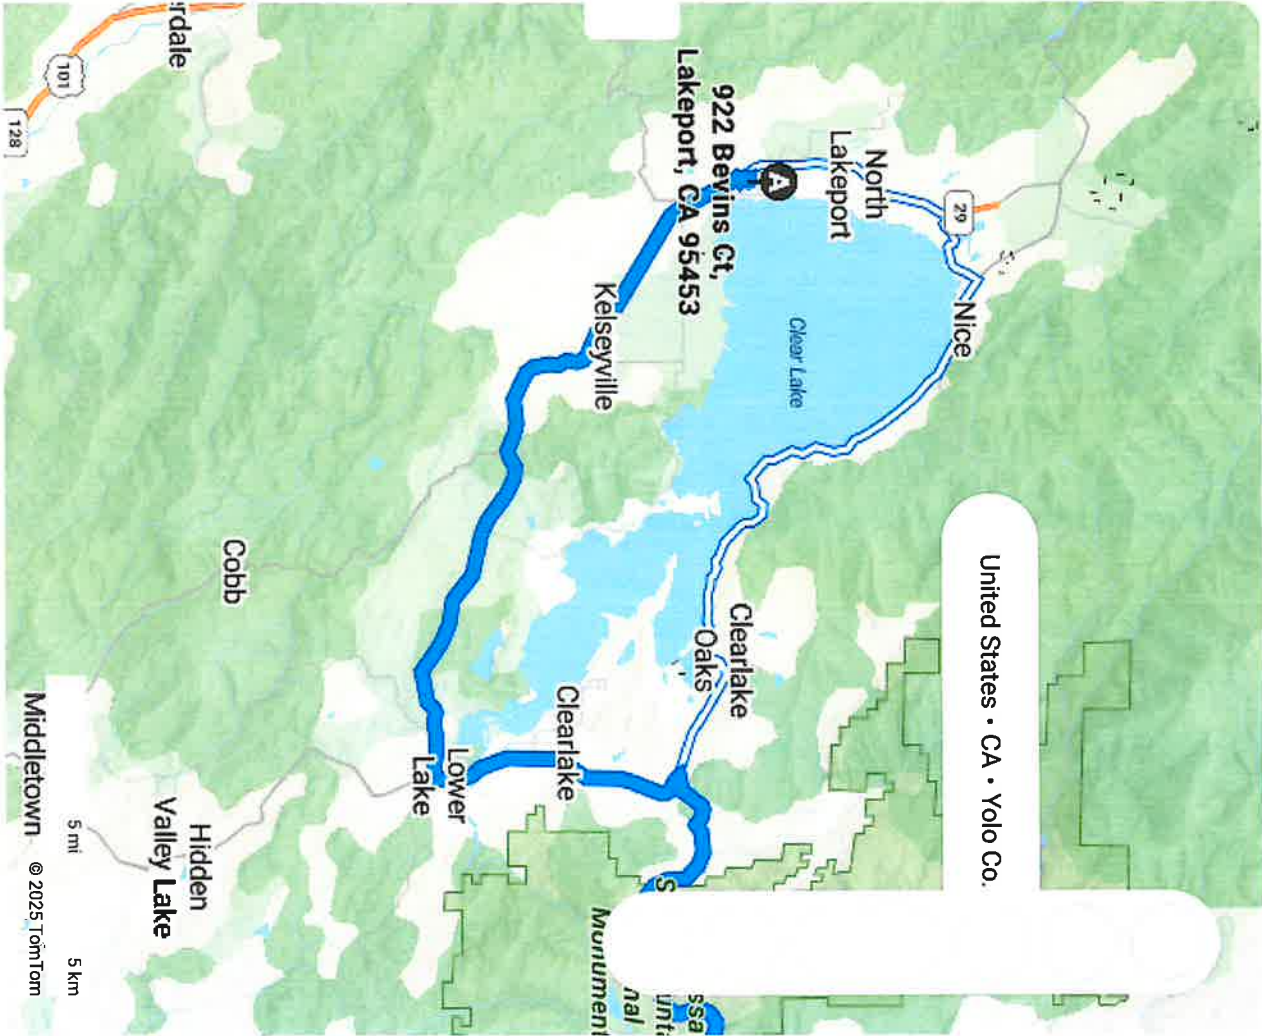 rdale
101
128
922 Bevins Ct,
Lakeport, CA 95453
A
North
Lakeport
29
Nice
Clear Lake
Kelseyville
United States • CA • Yolo Co.
Clearlake
Oaks
Cobb
Clearlake
Lower
Lake
Middletown
Hidden
Valley Lake
5 mi
5 km
© 2025 TomTom
S
ssa
unta
nal
Monument